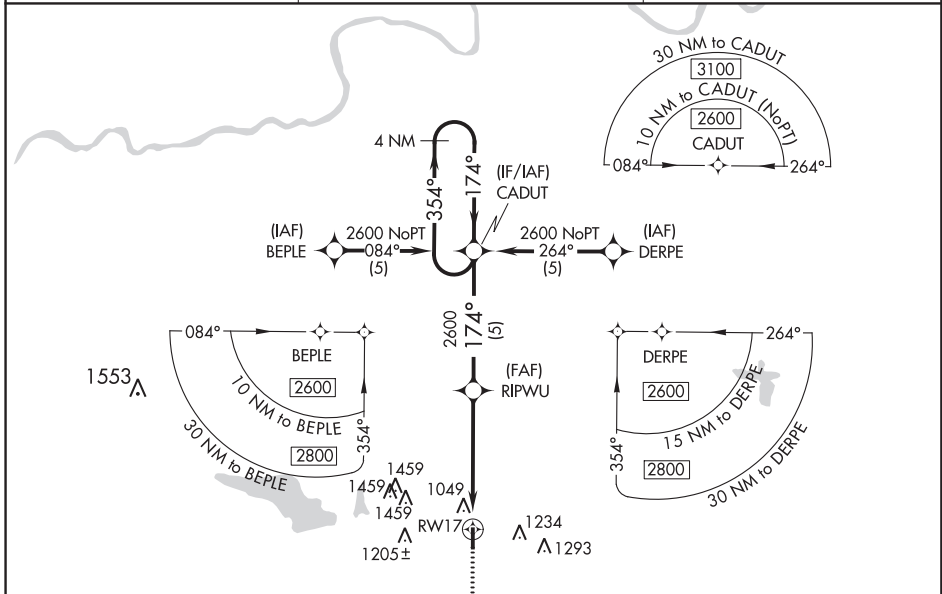 30 NM to CADUT
3100
10 NM to CADUT (NoPT)
2600
CADUT
084°
264°
4 NM
354°
174°
(IF/IAF)
CADUT
(IAF)
BEPLE
2600 NoPT
084°
(5)
2600 NoPT
264°
(5)
(IAF)
DERPE
2600
174°
(5)
(FAF)
RIPWU
084°
BEPLE
2600
10 NM to BEPLE
2800
30 NM to BEPLE
354°
264°
DERPE
2600
15 NM to DERPE
2800
30 NM to DERPE
354°
1553
1459
1459
1459
1049
RW17
1205±
1234
1293